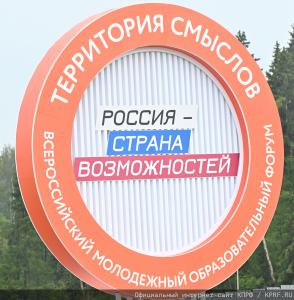 ТЕРРИТОРИЯ СМЫСЛОВ
РОССИЯ –
СТРАНА
ВОЗМОЖНОСТЕЙ
ВСЕРОССИЙСКИЙ МОЛОДЕЖНЫЙ ОБРАЗОВАТЕЛЬНЫЙ ФОРУМ
Официальный интернет-сайт КПРФ / KPRF.RU